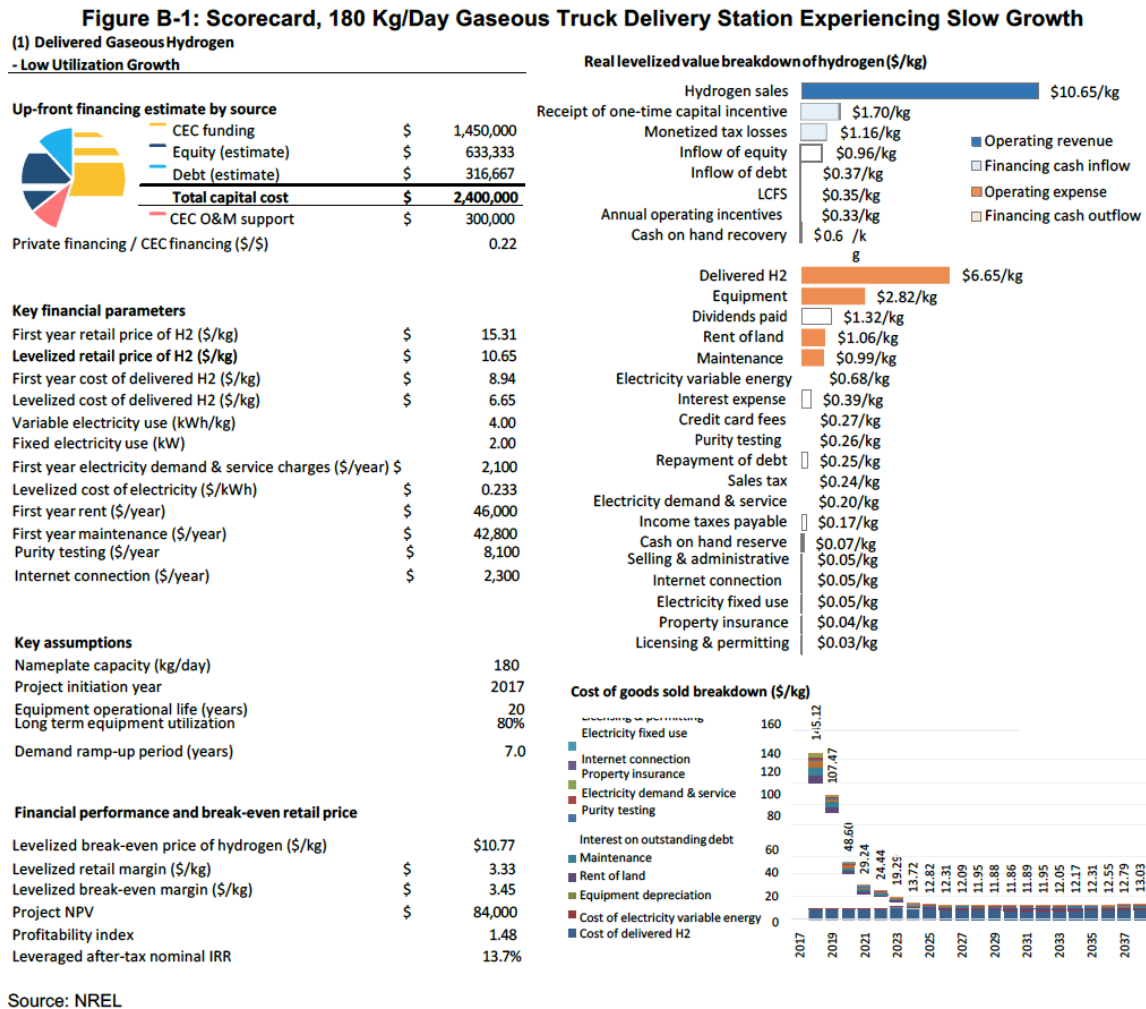 Figure B-1: Scorecard, 180 Kg/Day Gaseous Truck Delivery Station Experiencing Slow Growth
(1) Delivered Gaseous Hydrogen
- Low Utilization Growth
Up-front financing estimate by source
CEC funding $ 1,450,000
Equity (estimate) $ 633,333
Debt (estimate) $ 316,667
Total capital cost $ 2,400,000
CEC O&M support $ 300,000
Private financing / CEC financing ($/$) 0.22
Key financial parameters
First year retail price of H2 ($/kg) $ 15.31
Levelized retail price of H2 ($/kg) $ 10.65
First year cost of delivered H2 ($/kg) $ 8.94
Levelized cost of delivered H2 ($/kg) $ 6.65
Variable electricity use (kWh/kg) 4.00
Fixed electricity use (kW) 2.00
First year electricity demand & service charges ($/year) $ 2,100
Levelized cost of electricity ($/kWh) $ 0.233
First year rent ($/year) $ 46,000
First year maintenance ($/year) $ 42,800
Purity testing ($/year $ 8,100
Internet connection ($/year) $ 2,300
Key assumptions
Nameplate capacity (kg/day) 180
Project initiation year 2017
Equipment operational life (years) 20
Long term equipment utilization 80%
Demand ramp-up period (years) 7.0
Financial performance and break-even retail price
Levelized break-even price of hydrogen ($/kg) $10.77
Levelized retail margin ($/kg) $ 3.33
Levelized break-even margin ($/kg) $ 3.45
Project NPV $ 84,000
Profitability index 1.48
Leveraged after-tax nominal IRR 13.7%
Real levelized value breakdown of hydrogen ($/kg)
Hydrogen sales $10.65/kg
Receipt of one-time capital incentive $1.70/kg
Monetized tax losses $1.16/kg
Inflow of equity $0.96/kg
Inflow of debt $0.37/kg
LCFS $0.35/kg
Annual operating incentives $0.33/kg
Cash on hand recovery $0.6 /k
g
Operating revenue
Financing cash inflow
Operating expense
Financing cash outflow
Delivered H2 $6.65/kg
Equipment $2.82/kg
Dividends paid $1.32/kg
Rent of land $1.06/kg
Maintenance $0.99/kg
Electricity variable energy $0.68/kg
Interest expense $0.39/kg
Credit card fees $0.27/kg
Purity testing $0.26/kg
Repayment of debt $0.25/kg
Sales tax $0.24/kg
Electricity demand & service $0.20/kg
Income taxes payable $0.17/kg
Cash on hand reserve $0.07/kg
Selling & administrative $0.05/kg
Internet connection $0.05/kg
Electricity fixed use $0.05/kg
Property insurance $0.04/kg
Licensing & permitting $0.03/kg
Cost of goods sold breakdown ($/kg)
Licensing & permitting
Electricity fixed use
Internet connection
Property insurance
Electricity demand & service
Purity testing
Interest on outstanding debt
Maintenance
Rent of land
Equipment depreciation
Cost of electricity variable energy
Cost of delivered H2
160
140
120
100
80
60
40
20
0
145.12 107.47 48.60 29.24 24.44 19.29 13.72 12.82 12.31 12.09 11.95 11.88 11.86 11.89 11.95 12.05 12.17 12.31 12.55 12.79 13.03
2017 2019 2021 2023 2025 2027 2029 2031 2033 2035 2037
Source: NREL